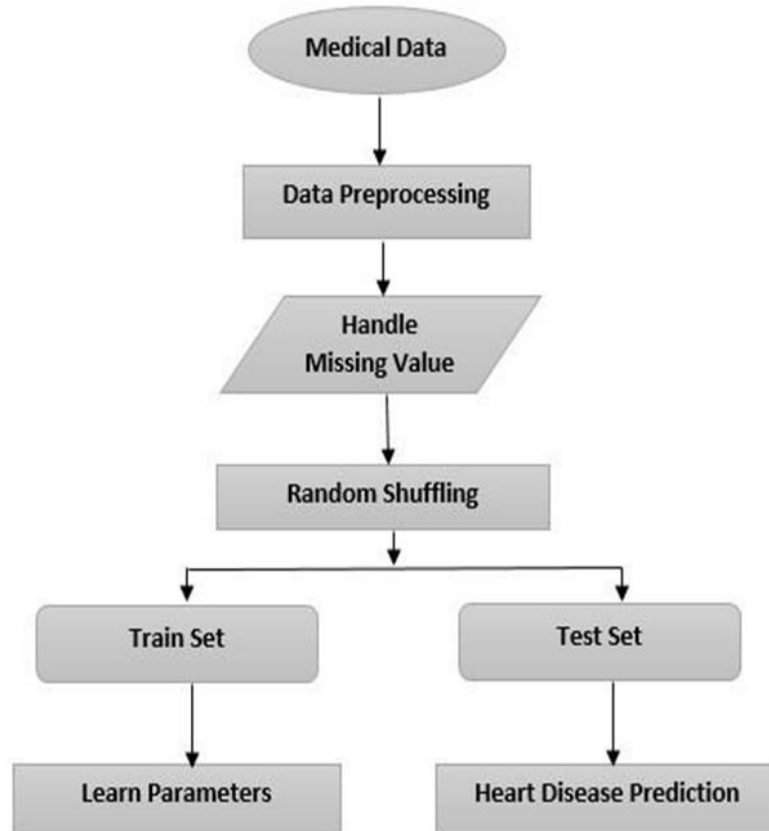 Medical Data
Data Preprocessing
Handle
Missing Value
Random Shuffling
Train Set
Test Set
Learn Parameters
Heart Disease Prediction